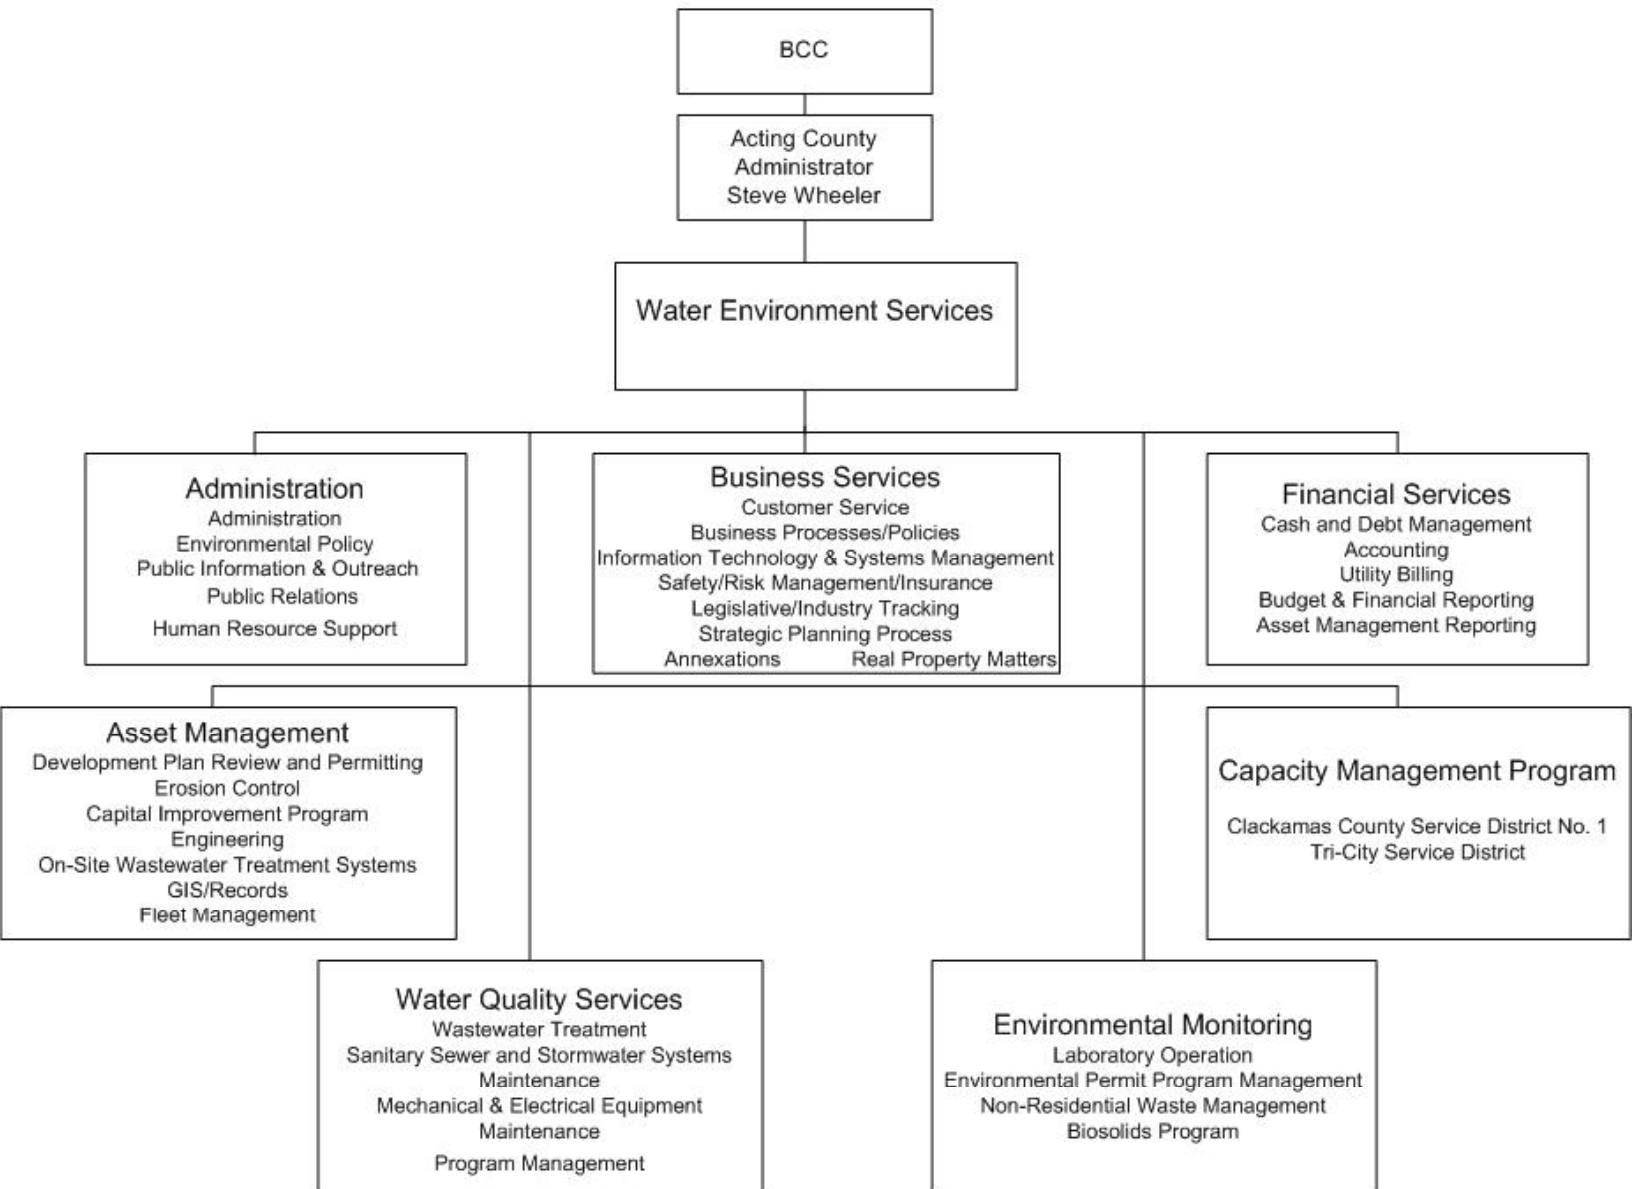 BCC
Acting County
Administrator
Steve Wheeler
Water Environment Services
Administration
Administration
Environmental Policy
Public Information & Outreach
Public Relations
Human Resource Support
Business Services
Customer Service
Business Processes/Policies
Information Technology & Systems Management
Safety/Risk Management/Insurance
Legislative/Industry Tracking
Strategic Planning Process
Annexations Real Property Matters
Financial Services
Cash and Debt Management
Accounting
Utility Billing
Budget & Financial Reporting
Asset Management Reporting
Asset Management
Development Plan Review and Permitting
Erosion Control
Capital Improvement Program
Engineering
On-Site Wastewater Treatment Systems
GIS/Records
Fleet Management
Capacity Management Program
Clackamas County Service District No. 1
Tri-City Service District
Water Quality Services
Wastewater Treatment
Sanitary Sewer and Stormwater Systems
Maintenance
Mechanical & Electrical Equipment
Maintenance
Program Management
Environmental Monitoring
Laboratory Operation
Environmental Permit Program Management
Non-Residential Waste Management
Biosolids Program